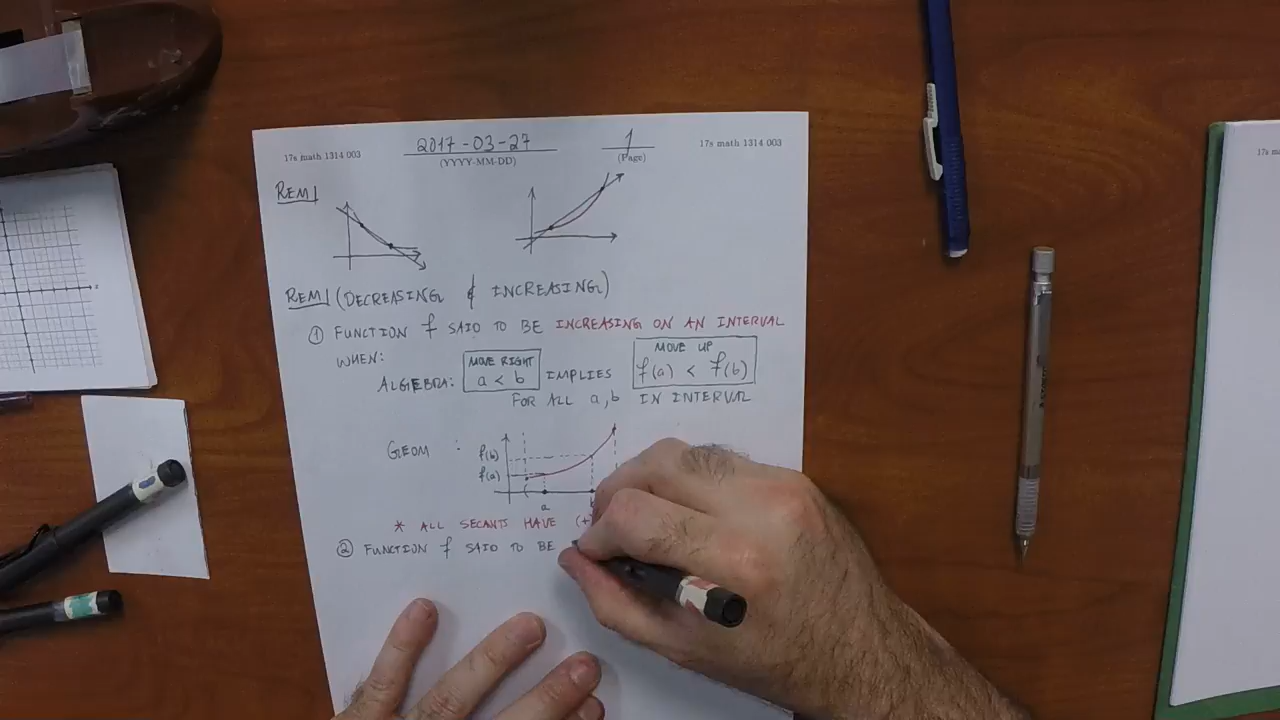 17s math 1314 003 2017-03-27 1 17s math 1314 003
(YYYY-MM-DD) (Page)
REM
REM (DECREASING & INCREASING)
① FUNCTION f SAID TO BE INCREASING ON AN INTERVAL
WHEN:
MOVE RIGHT MOVE UP
ALGEBRA: a < b IMPLIES f(a) < f(b)
FOR ALL a, b IN INTERVAL
GEOM : f(b)
f(a)
a
* ALL SECANTS HAVE (+
② FUNCTION f SAID TO BE